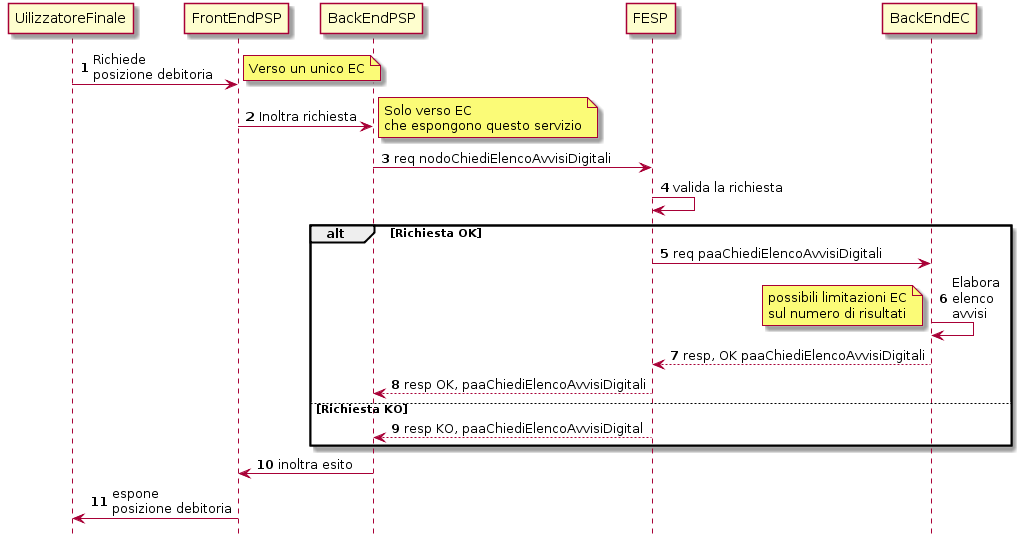 UilizzatoreFinale
FrontEndPSP
BackEndPSP
FESP
BackEndEC
1 Richiede
posizione debitoria
Verso un unico EC
2 Inoltra richiesta
Solo verso EC
che espongono questo servizio
3 req nodoChiediElencoAvvisiDigitali
4 valida la richiesta
alt
[Richiesta OK]
5 req paaChiediElencoAvvisiDigitali
possibili limitazioni EC
sul numero di risultati
6 Elabora
elenco
avvisi
7 resp, OK paaChiediElencoAvvisiDigitali
8 resp OK, paaChiediElencoAvvisiDigitali
[Richiesta KO]
9 resp KO, paaChiediElencoAvvisiDigital
10 inoltra esito
11 espone
posizione debitoria